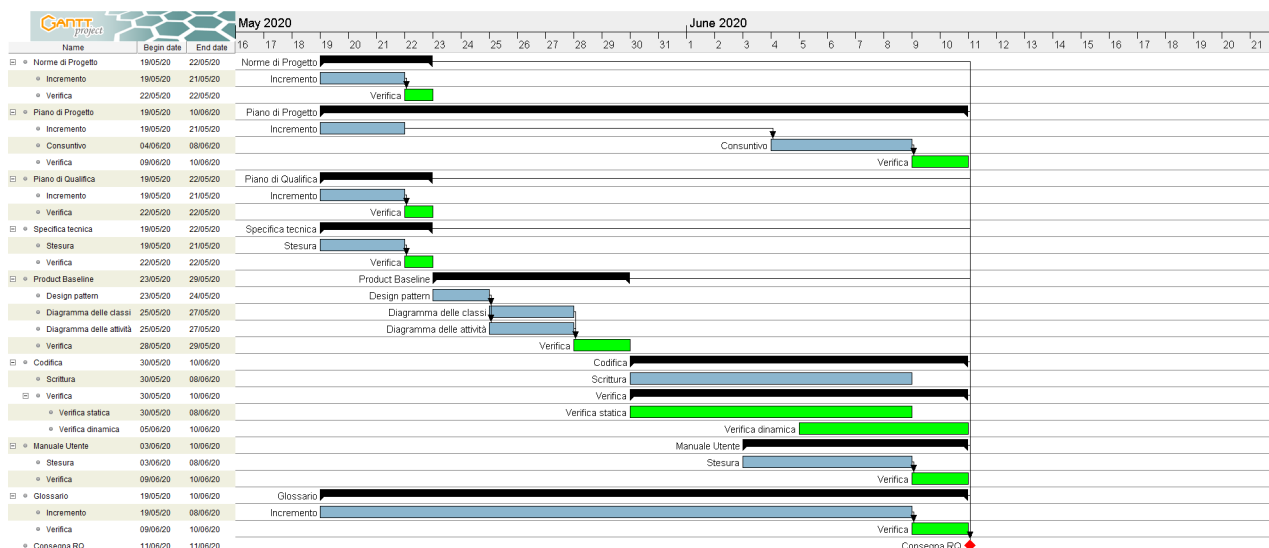 GANTT project
May 2020 June 2020
Name Begin date End date 16 17 18 19 20 21 22 23 24 25 26 27 28 29 30 31 1 2 3 4 5 6 7 8 9 10 11 12 13 14 15 16 17 18 19 20 21
Norme di Progetto 19/05/20 22/05/20 Norme di Progetto
Incremento 19/05/20 21/05/20 Incremento
Verifica 22/05/20 22/05/20 Verifica
Piano di Progetto 19/05/20 10/06/20 Piano di Progetto
Incremento 19/05/20 21/05/20 Incremento
Consuntivo 04/06/20 08/06/20 Consuntivo
Verifica 09/06/20 10/06/20 Verifica
Piano di Qualifica 19/05/20 22/05/20 Piano di Qualifica
Incremento 19/05/20 21/05/20 Incremento
Verifica 22/05/20 22/05/20 Verifica
Specifica tecnica 19/05/20 22/05/20 Specifica tecnica
Stesura 19/05/20 21/05/20 Stesura
Verifica 22/05/20 22/05/20 Verifica
Product Baseline 23/05/20 29/05/20 Product Baseline
Design pattern 23/05/20 24/05/20 Design pattern
Diagramma delle classi 25/05/20 27/05/20 Diagramma delle classi
Diagramma delle attività 25/05/20 27/05/20 Diagramma delle attività
Verifica 28/05/20 29/05/20 Verifica
Codifica 30/05/20 10/06/20 Codifica
Scrittura 30/05/20 08/06/20 Scrittura
Verifica 30/05/20 10/06/20 Verifica
Verifica statica 30/05/20 08/06/20 Verifica statica
Verifica dinamica 05/06/20 10/06/20 Verifica dinamica
Manuale Utente 03/06/20 10/06/20 Manuale Utente
Stesura 03/06/20 08/06/20 Stesura
Verifica 09/06/20 10/06/20 Verifica
Glossario 19/05/20 10/06/20 Glossario
Incremento 19/05/20 08/06/20 Incremento
Verifica 09/06/20 10/06/20 Verifica
Consegna RQ 11/06/20 11/06/20 Consegna RQ